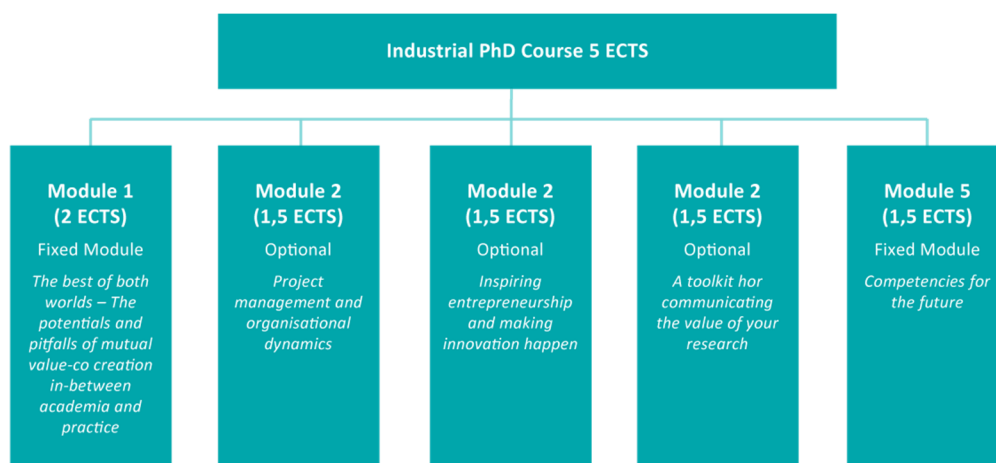 Industrial PhD Course 5 ECTS
Module 1
(2 ECTS)
Fixed Module
The best of both
worlds – The
potentials and
pitfalls of mutual
value-co creation
in-between
academia and
practice
Module 2
(1,5 ECTS)
Optional
Project
management and
organisational
dynamics
Module 2
(1,5 ECTS)
Optional
Inspiring
entrepreneurship
and making
innovation happen
Module 2
(1,5 ECTS)
Optional
A toolkit hor
communicating
the value of your
research
Module 5
(1,5 ECTS)
Fixed Module
Competencies for
the future